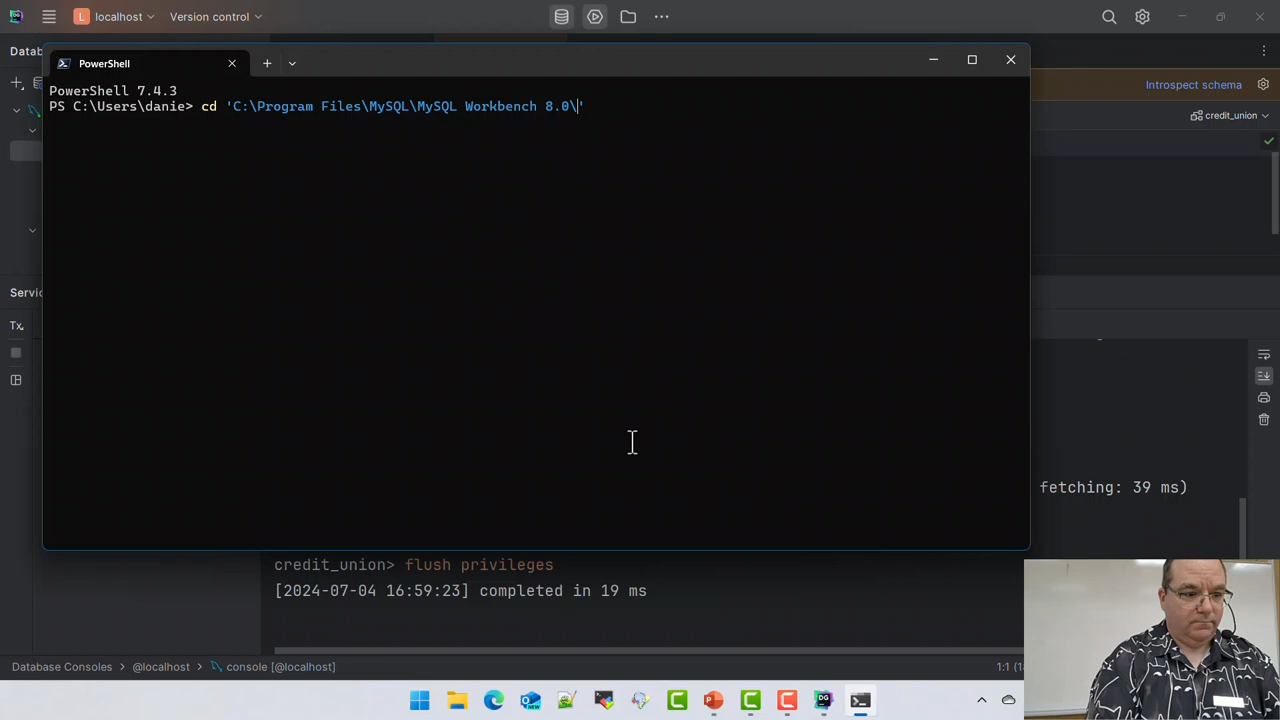 L localhost
Version control
Datab
PowerShell
PowerShell 7.4.3
PS C:\Users\danie> cd 'C:\Program Files\MySQL\MySQL Workbench 8.0\'
Introspect schema
credit_union
Servic
Tx
fetching: 39 ms)
credit_union> flush privileges
[2024-07-04 16:59:23] completed in 19 ms
Database Consoles > @localhost > console [@localhost]
1:1
NEW
DG